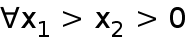 ∀x₁ > x₂ > 0